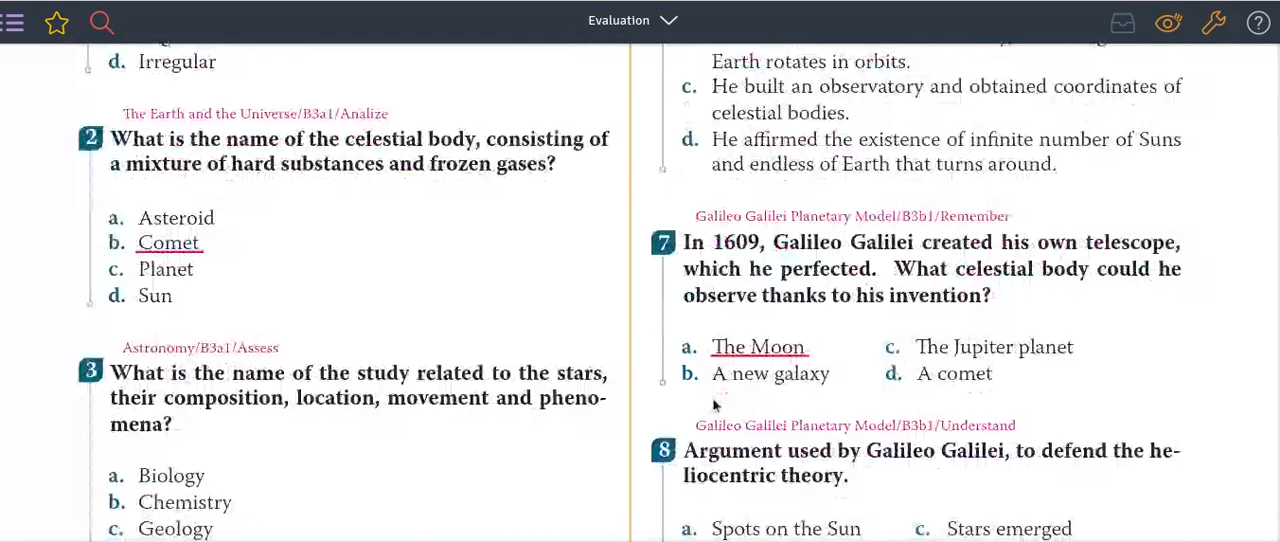 Evaluation
d. Irregular
The Earth and the Universe/B3a1/Analize
2 What is the name of the celestial body, consisting of
a mixture of hard substances and frozen gases?
a. Asteroid
b. Comet
c. Planet
d. Sun
Astronomy/B3a1/Assess
3 What is the name of the study related to the stars,
their composition, location, movement and pheno-
mena?
a. Biology
b. Chemistry
c. Geology
Earth rotates in orbits.
c. He built an observatory and obtained coordinates of
celestial bodies.
d. He affirmed the existence of infinite number of Suns
and endless of Earth that turns around.
Galileo Galilei Planetary Model/B3b1/Remember
7 In 1609, Galileo Galilei created his own telescope,
which he perfected. What celestial body could he
observe thanks to his invention?
a. The Moon c. The Jupiter planet
b. A new galaxy d. A comet
Galileo Galilei Planetary Model/B3b1/Understand
8 Argument used by Galileo Galilei, to defend the he-
liocentric theory.
a. Spots on the Sun c. Stars emerged